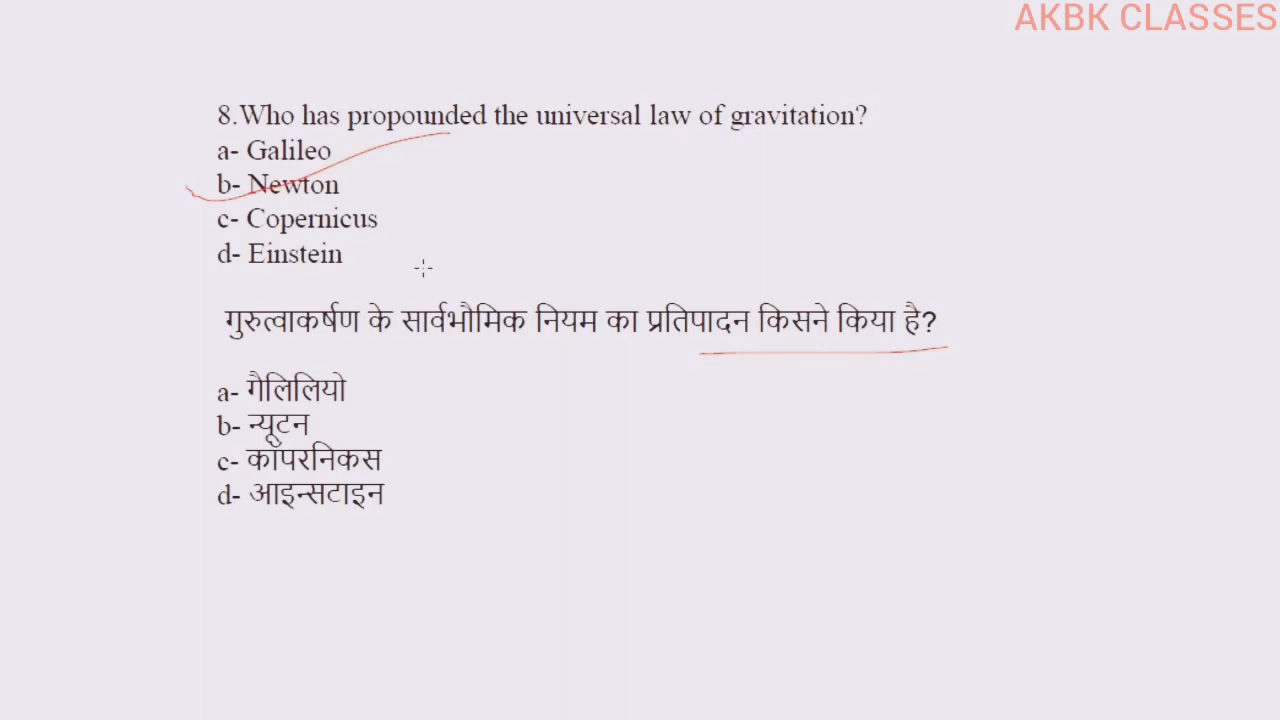 AKBK CLASSES
8.Who has propounded the universal law of gravitation?
a- Galileo
b- Newton
c- Copernicus
d- Einstein
गुरुत्वाकर्षण के सार्वभौमिक नियम का प्रतिपादन किसने किया है?
a- गैलिलियो
b- न्यूटन
c- कॉपरनिकस
d- आइन्सटाइन